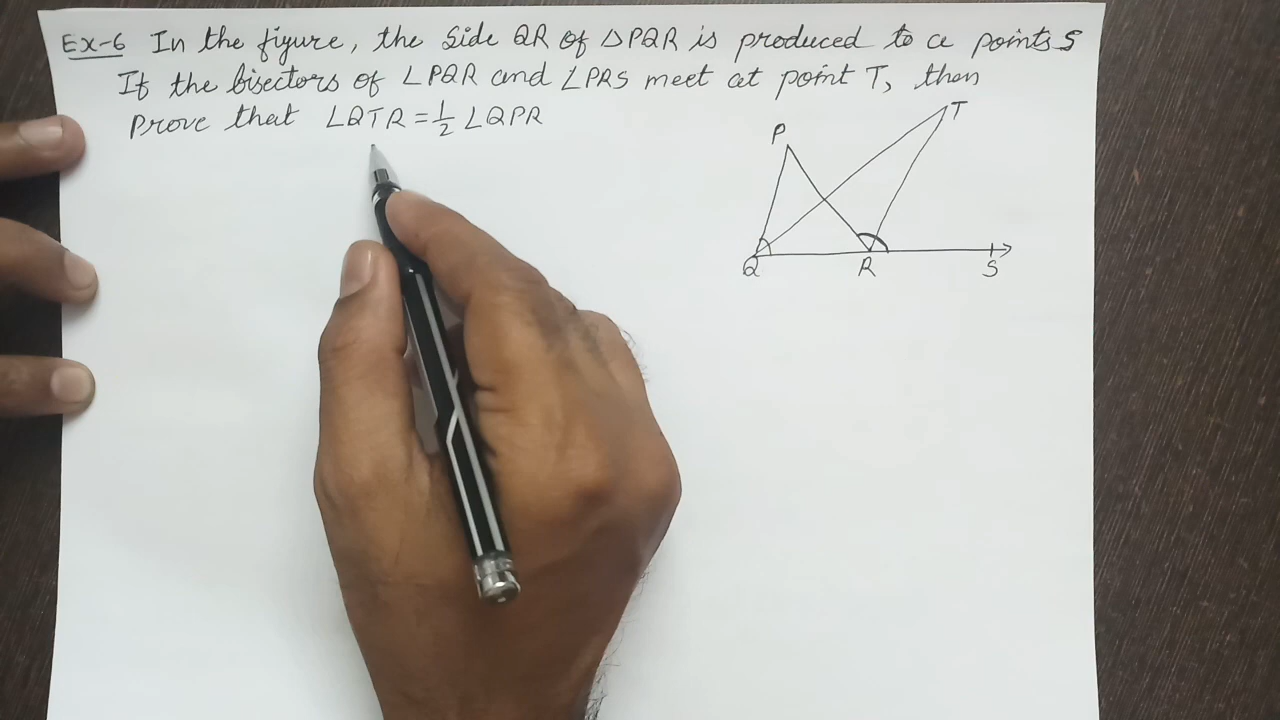 Ex-6 In the figure, the side QR of △PQR is produced to a points S
If the bisectors of ∠PQR and ∠PRS meet at point T, then
Prove that ∠QTR = 1/2 ∠QPR
T
P
Q R S